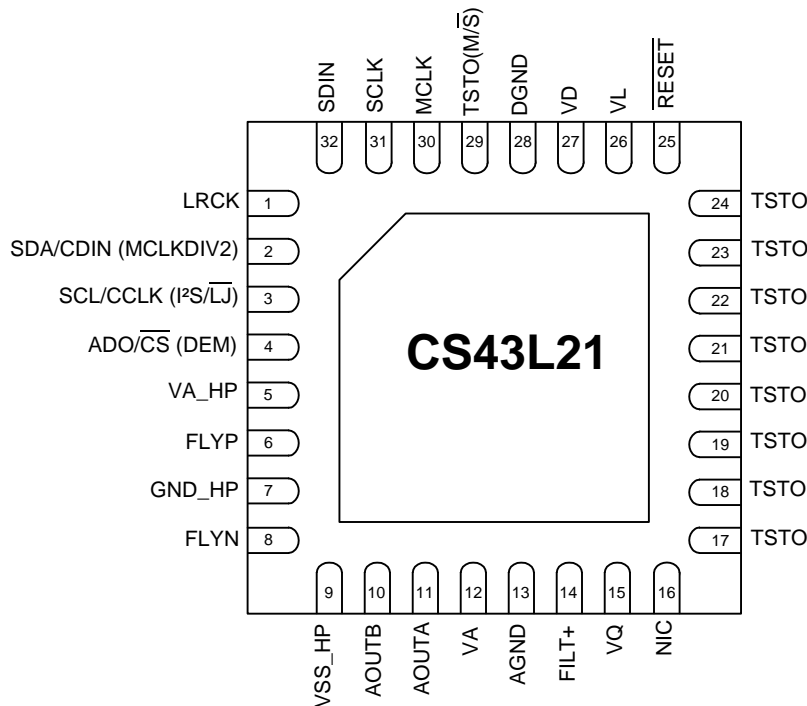 SDIN
SCLK
MCLK
TSTO(M/S̅)
DGND
VD
VL
R̅E̅S̅E̅T̅
32
31
30
29
28
27
26
25
LRCK 1
SDA/CDIN (MCLKDIV2) 2
SCL/CCLK (I²S/L̅J̅) 3
ADO/C̅S̅ (DEM) 4
VA_HP 5
FLYP 6
GND_HP 7
FLYN 8
CS43L21
24 TSTO
23 TSTO
22 TSTO
21 TSTO
20 TSTO
19 TSTO
18 TSTO
17 TSTO
9
10
11
12
13
14
15
16
VSS_HP
AOUTB
AOUTA
VA
AGND
FILT+
VQ
NIC